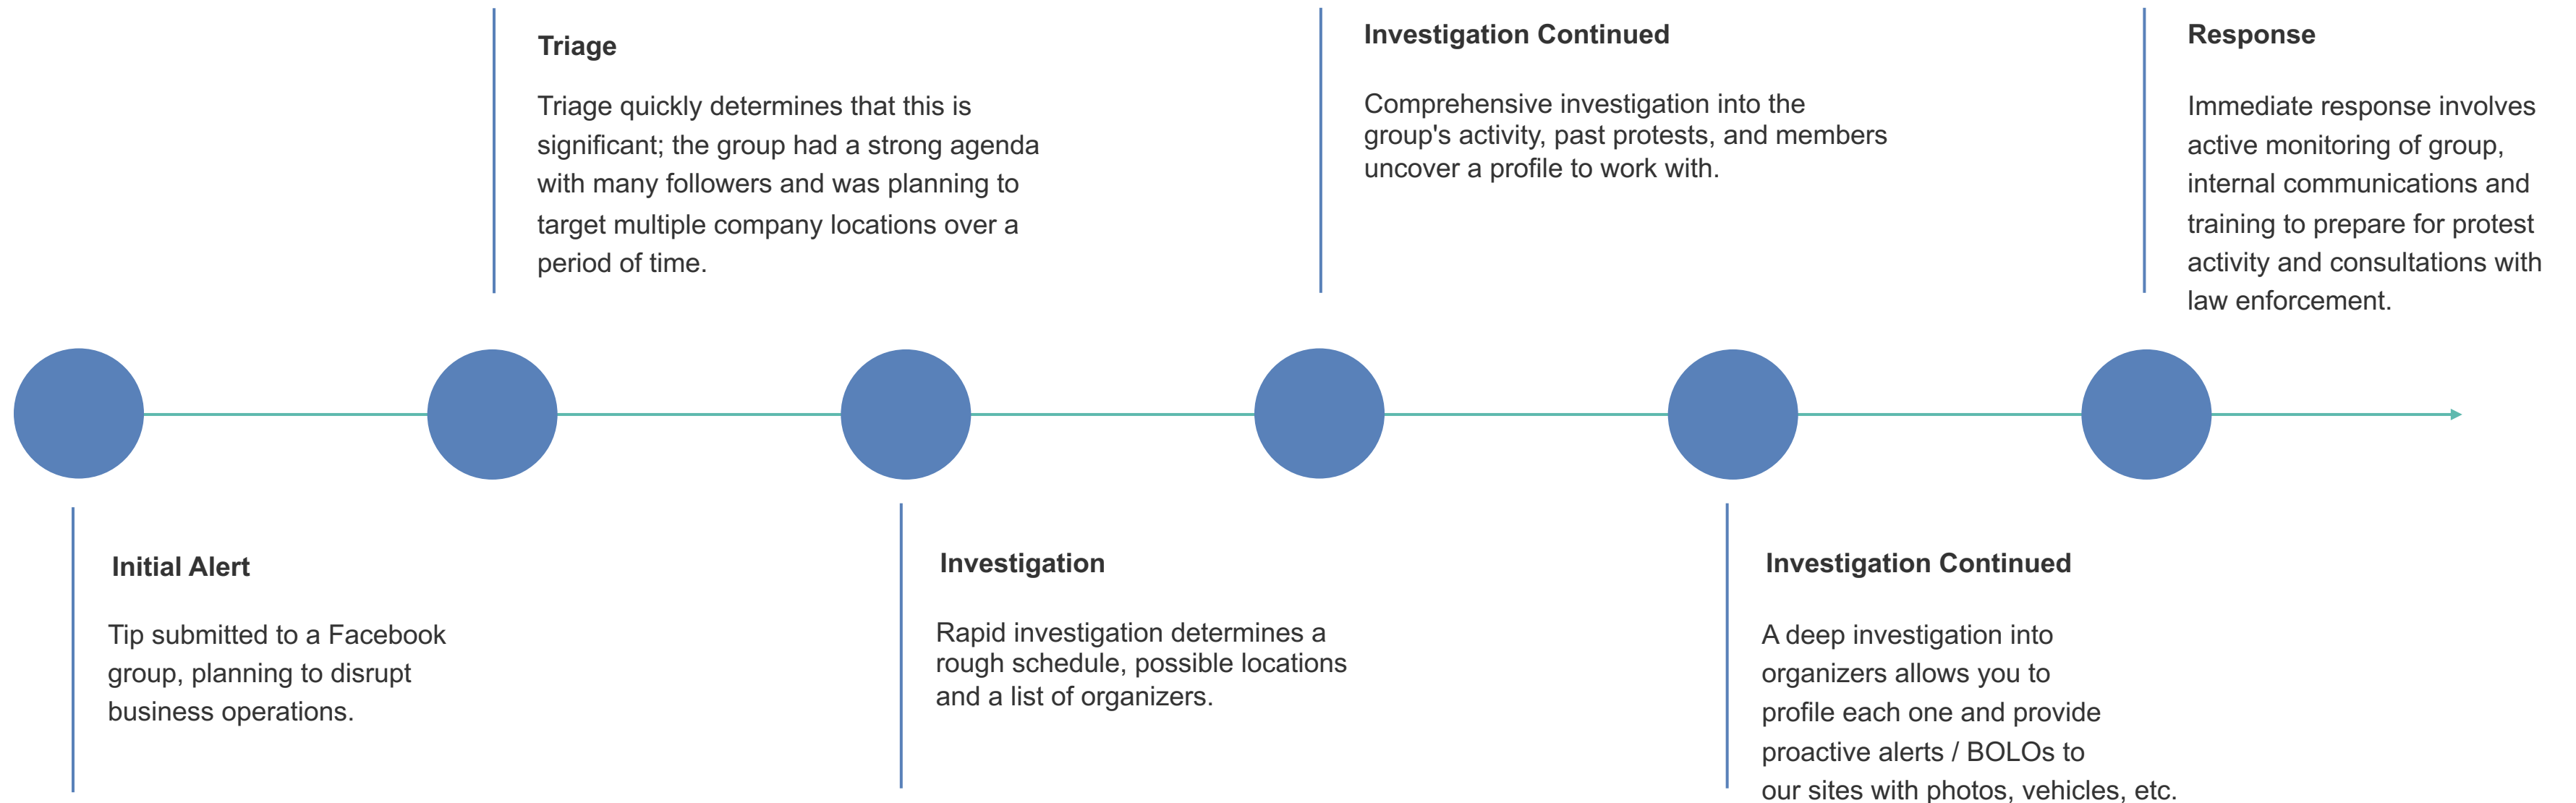 Initial Alert
Tip submitted to a Facebook
group, planning to disrupt
business operations.
Triage
Triage quickly determines that this is
significant; the group had a strong agenda
with many followers and was planning to
target multiple company locations over a
period of time.
Investigation
Rapid investigation determines a
rough schedule, possible locations
and a list of organizers.
Investigation Continued
Comprehensive investigation into the
group's activity, past protests, and members
uncover a profile to work with.
Investigation Continued
A deep investigation into
organizers allows you to
profile each one and provide
proactive alerts / BOLOs to
our sites with photos, vehicles, etc.
Response
Immediate response involves
active monitoring of group,
internal communications and
training to prepare for protest
activity and consultations with
law enforcement.